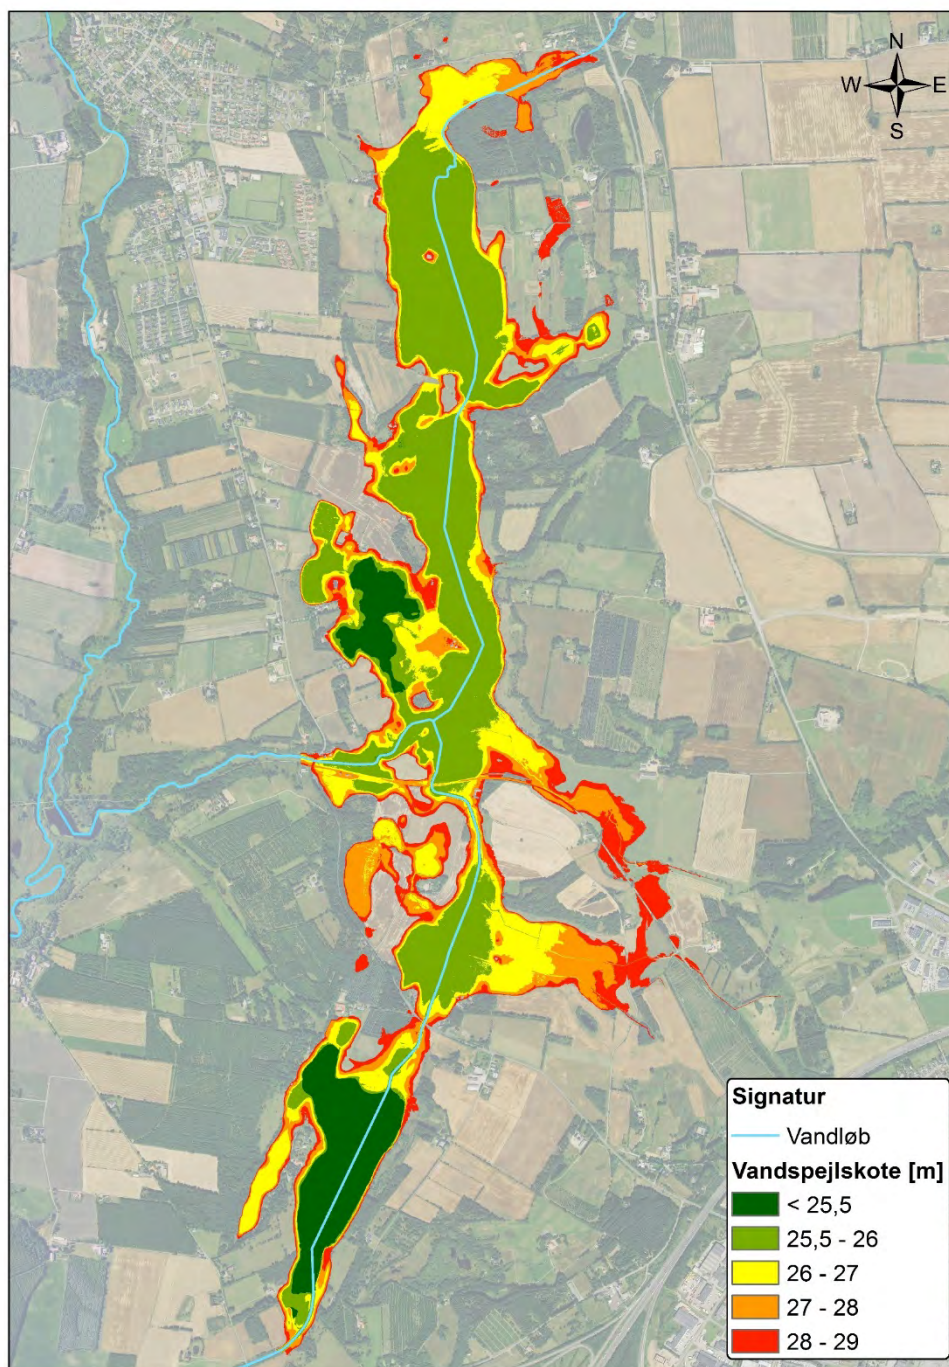 N
W E
S
Signatur
Vandløb
Vandspejlskote [m]
< 25,5
25,5 - 26
26 - 27
27 - 28
28 - 29